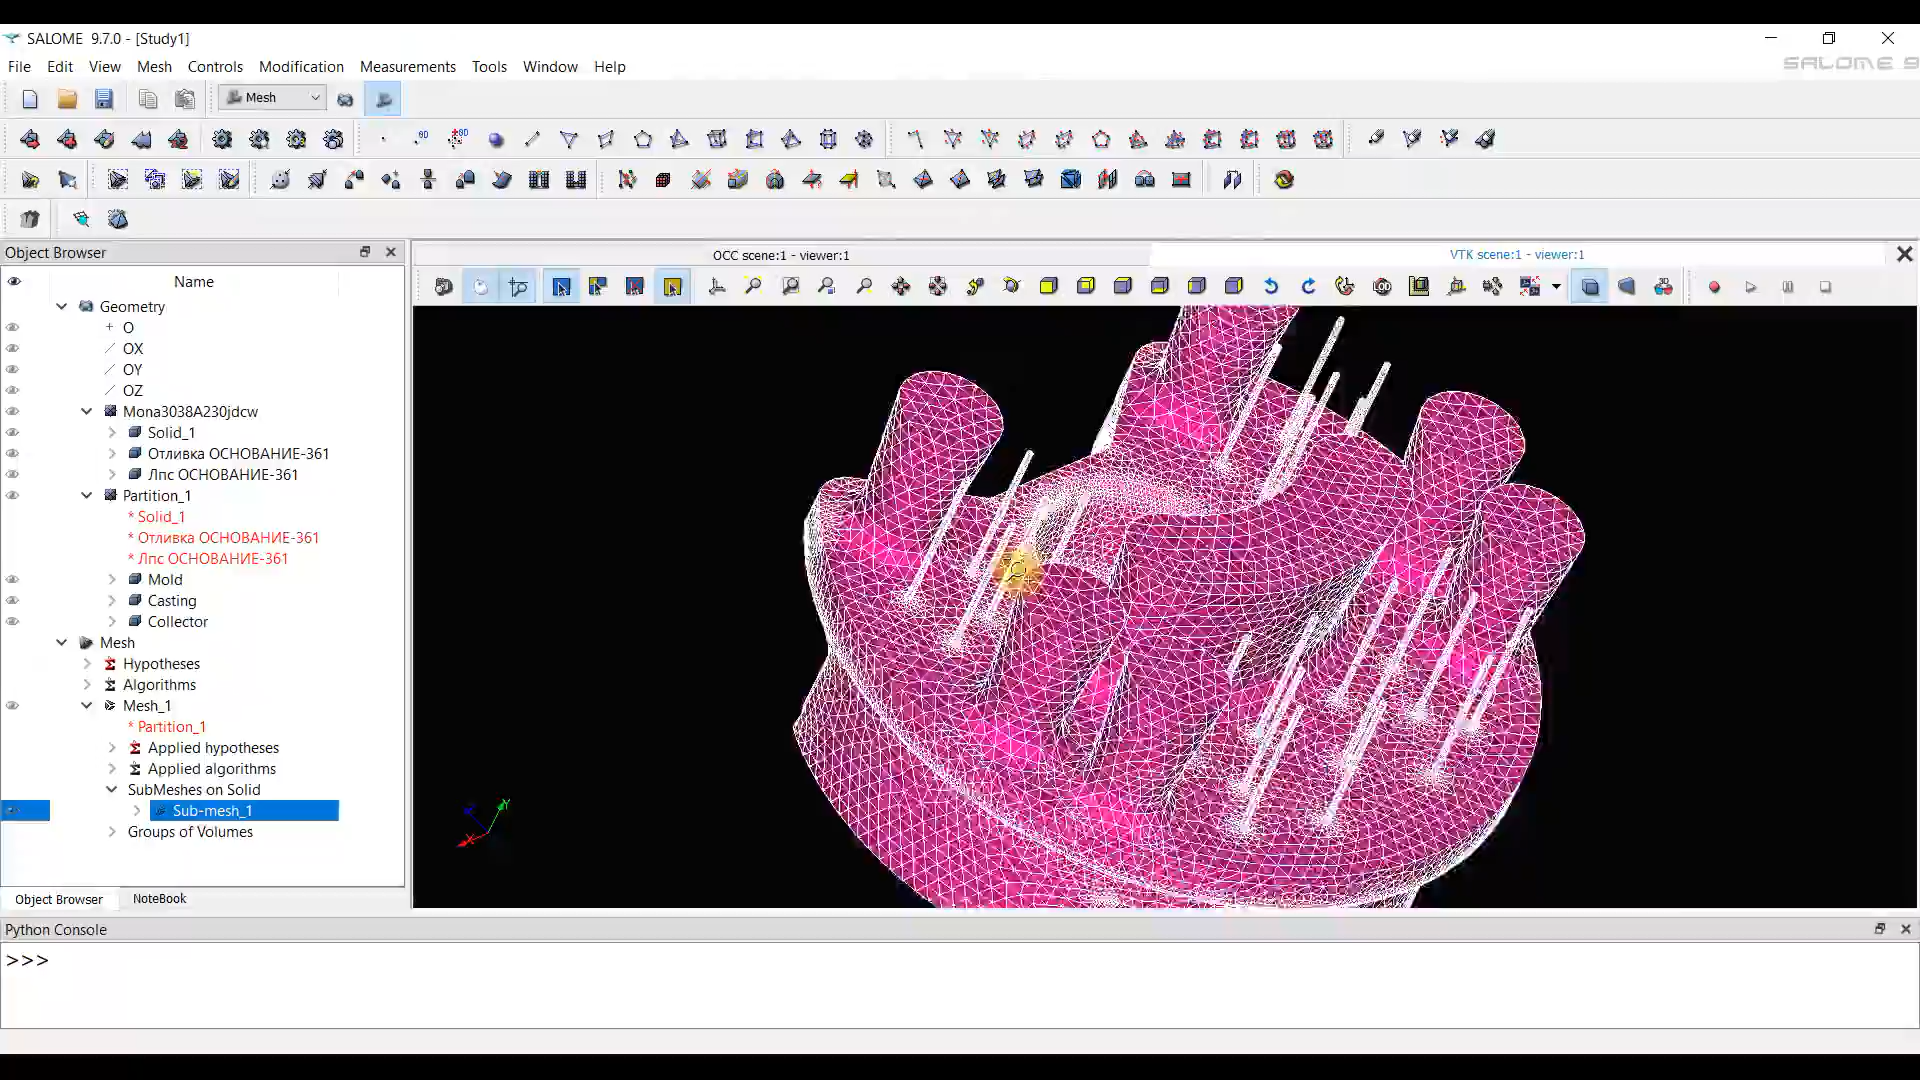 SALOME 9.7.0 - [Study1]
File Edit View Mesh Controls Modification Measurements Tools Window Help
SALOME 9
Mesh
0D
0D
Object Browser
OCC scene:1 - viewer:1
VTK scene:1 - viewer:1
Name
LOD
Geometry
O
OX
OY
OZ
Mona3038A230jdcw
Solid_1
Отливка ОСНОВАНИЕ-361
Лпс ОСНОВАНИЕ-361
Partition_1
* Solid_1
* Отливка ОСНОВАНИЕ-361
* Лпс ОСНОВАНИЕ-361
Mold
Casting
Collector
Mesh
Hypotheses
Algorithms
Mesh_1
* Partition_1
Applied hypotheses
Applied algorithms
SubMeshes on Solid
Sub-mesh_1
Groups of Volumes
Y
X
Object Browser
NoteBook
Python Console
>>>